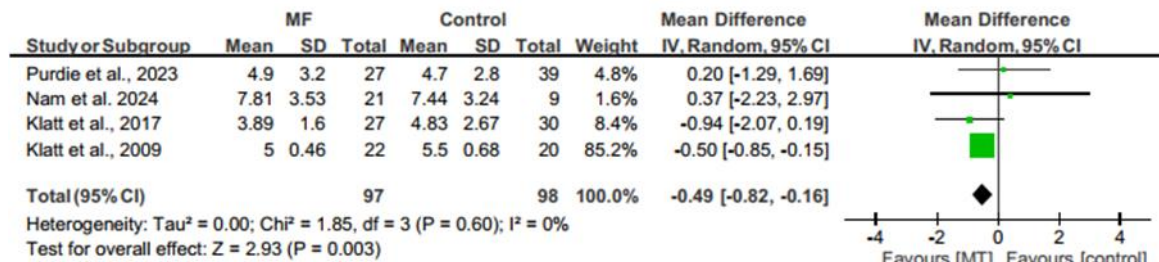 MF Control Mean Difference Mean Difference
Study or Subgroup Mean SD Total Mean SD Total Weight IV, Random, 95% CI IV, Random, 95% CI
Purdie et al., 2023 4.9 3.2 27 4.7 2.8 39 4.8% 0.20 [-1.29, 1.69]
Nam et al. 2024 7.81 3.53 21 7.44 3.24 9 1.6% 0.37 [-2.23, 2.97]
Klatt et al., 2017 3.89 1.6 27 4.83 2.67 30 8.4% -0.94 [-2.07, 0.19]
Klatt et al., 2009 5 0.46 22 5.5 0.68 20 85.2% -0.50 [-0.85, -0.15]
Total (95% CI) 97 98 100.0% -0.49 [-0.82, -0.16]
Heterogeneity: Tau² = 0.00; Chi² = 1.85, df = 3 (P = 0.60); I² = 0%
Test for overall effect: Z = 2.93 (P = 0.003)
-4 -2 0 2 4
Favours [MT] Favours [control]